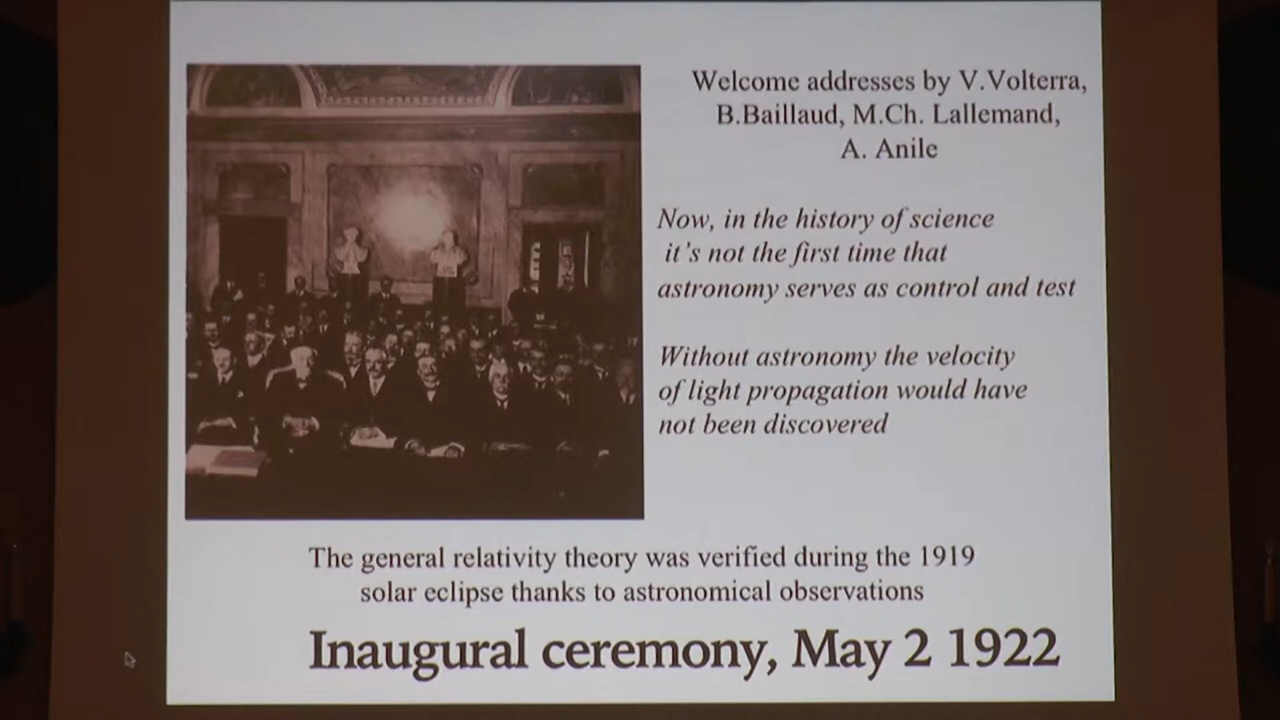 Welcome addresses by V.Volterra,
B.Baillaud, M.Ch. Lallemand,
A. Anile
Now, in the history of science
it's not the first time that
astronomy serves as control and test
Without astronomy the velocity
of light propagation would have
not been discovered
The general relativity theory was verified during the 1919
solar eclipse thanks to astronomical observations
Inaugural ceremony, May 2 1922